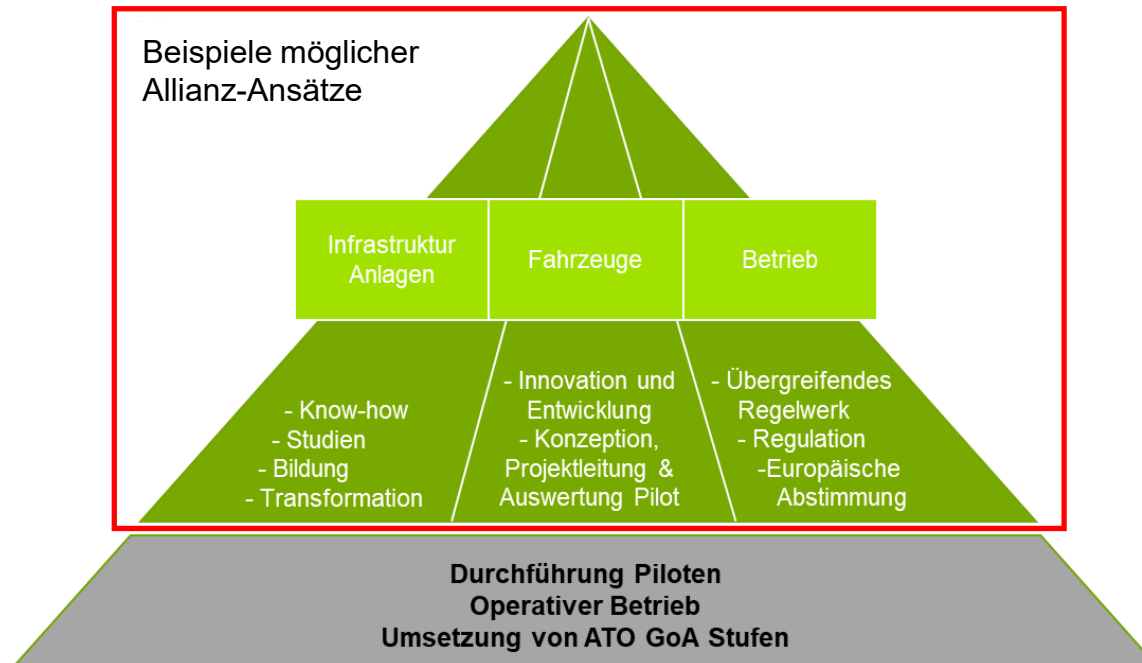 Beispiele möglicher
Allianz-Ansätze
Infrastruktur
Anlagen
Fahrzeuge
Betrieb
- Know-how
- Studien
- Bildung
- Transformation
- Innovation und
Entwicklung
- Konzeption,
Projektleitung &
Auswertung Pilot
- Übergreifendes
Regelwerk
- Regulation
-Europäische
Abstimmung
Durchführung Piloten
Operativer Betrieb
Umsetzung von ATO GoA Stufen